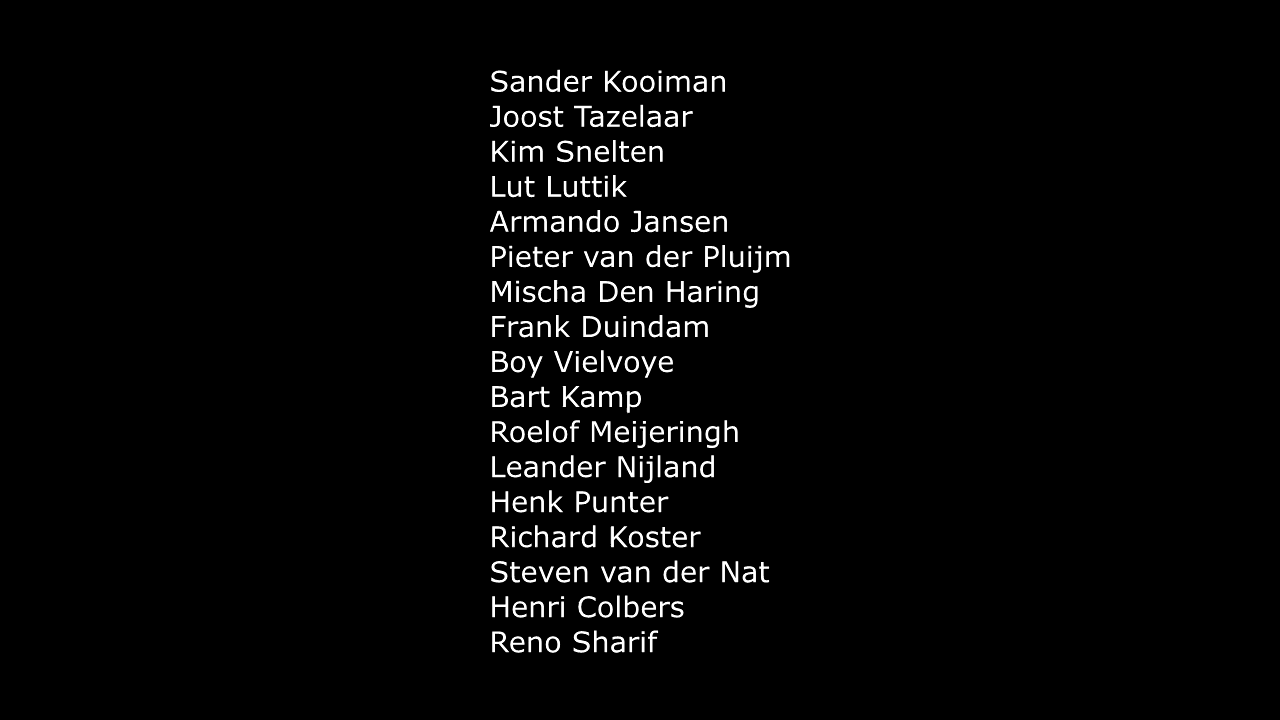 Sander Kooiman
Joost Tazelaar
Kim Snelten
Lut Luttik
Armando Jansen
Pieter van der Pluijm
Mischa Den Haring
Frank Duindam
Boy Vielvoye
Bart Kamp
Roelof Meijeringh
Leander Nijland
Henk Punter
Richard Koster
Steven van der Nat
Henri Colbers
Reno Sharif